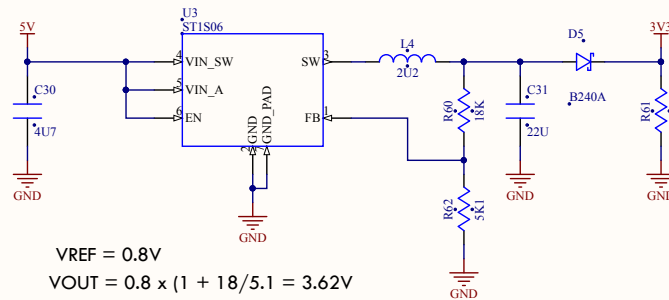 U3
ST1S06
5V
D5
3V3
L4
4
VIN_SW
SW
3
2U2
C30
5
VIN_A
R60
18K
C31
B240A
R61
6
EN
FB
1
4U7
22U
GND
GND_PAD
2
7
GND
GND
GND
R62
5K1
GND
GND
VREF = 0.8V
VOUT = 0.8 x (1 + 18/5.1 = 3.62V